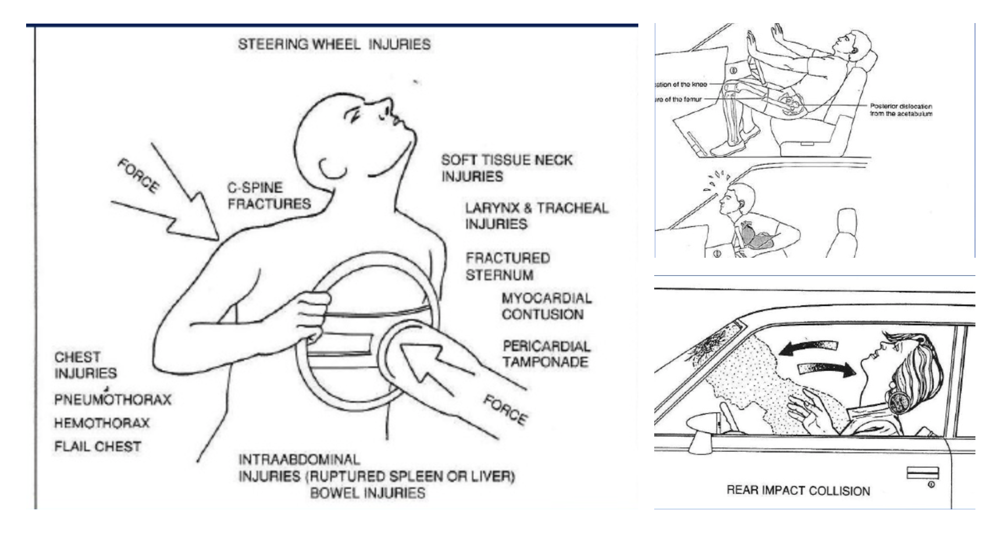 STEERING WHEEL INJURIES
FORCE
C-SPINE
FRACTURES
SOFT TISSUE NECK
INJURIES
LARYNX & TRACHEAL
INJURIES
FRACTURED
STERNUM
MYOCARDIAL
CONTUSION
PERICARDIAL
TAMPONADE
CHEST
INJURIES
PNEUMOTHORAX
HEMOTHORAX
FLAIL CHEST
FORCE
INTRAABDOMINAL
INJURIES (RUPTURED SPLEEN OR LIVER)
BOWEL INJURIES
cation of the knee
ure of the femur
Posterior dislocation
from the acetabulum
REAR IMPACT COLLISION